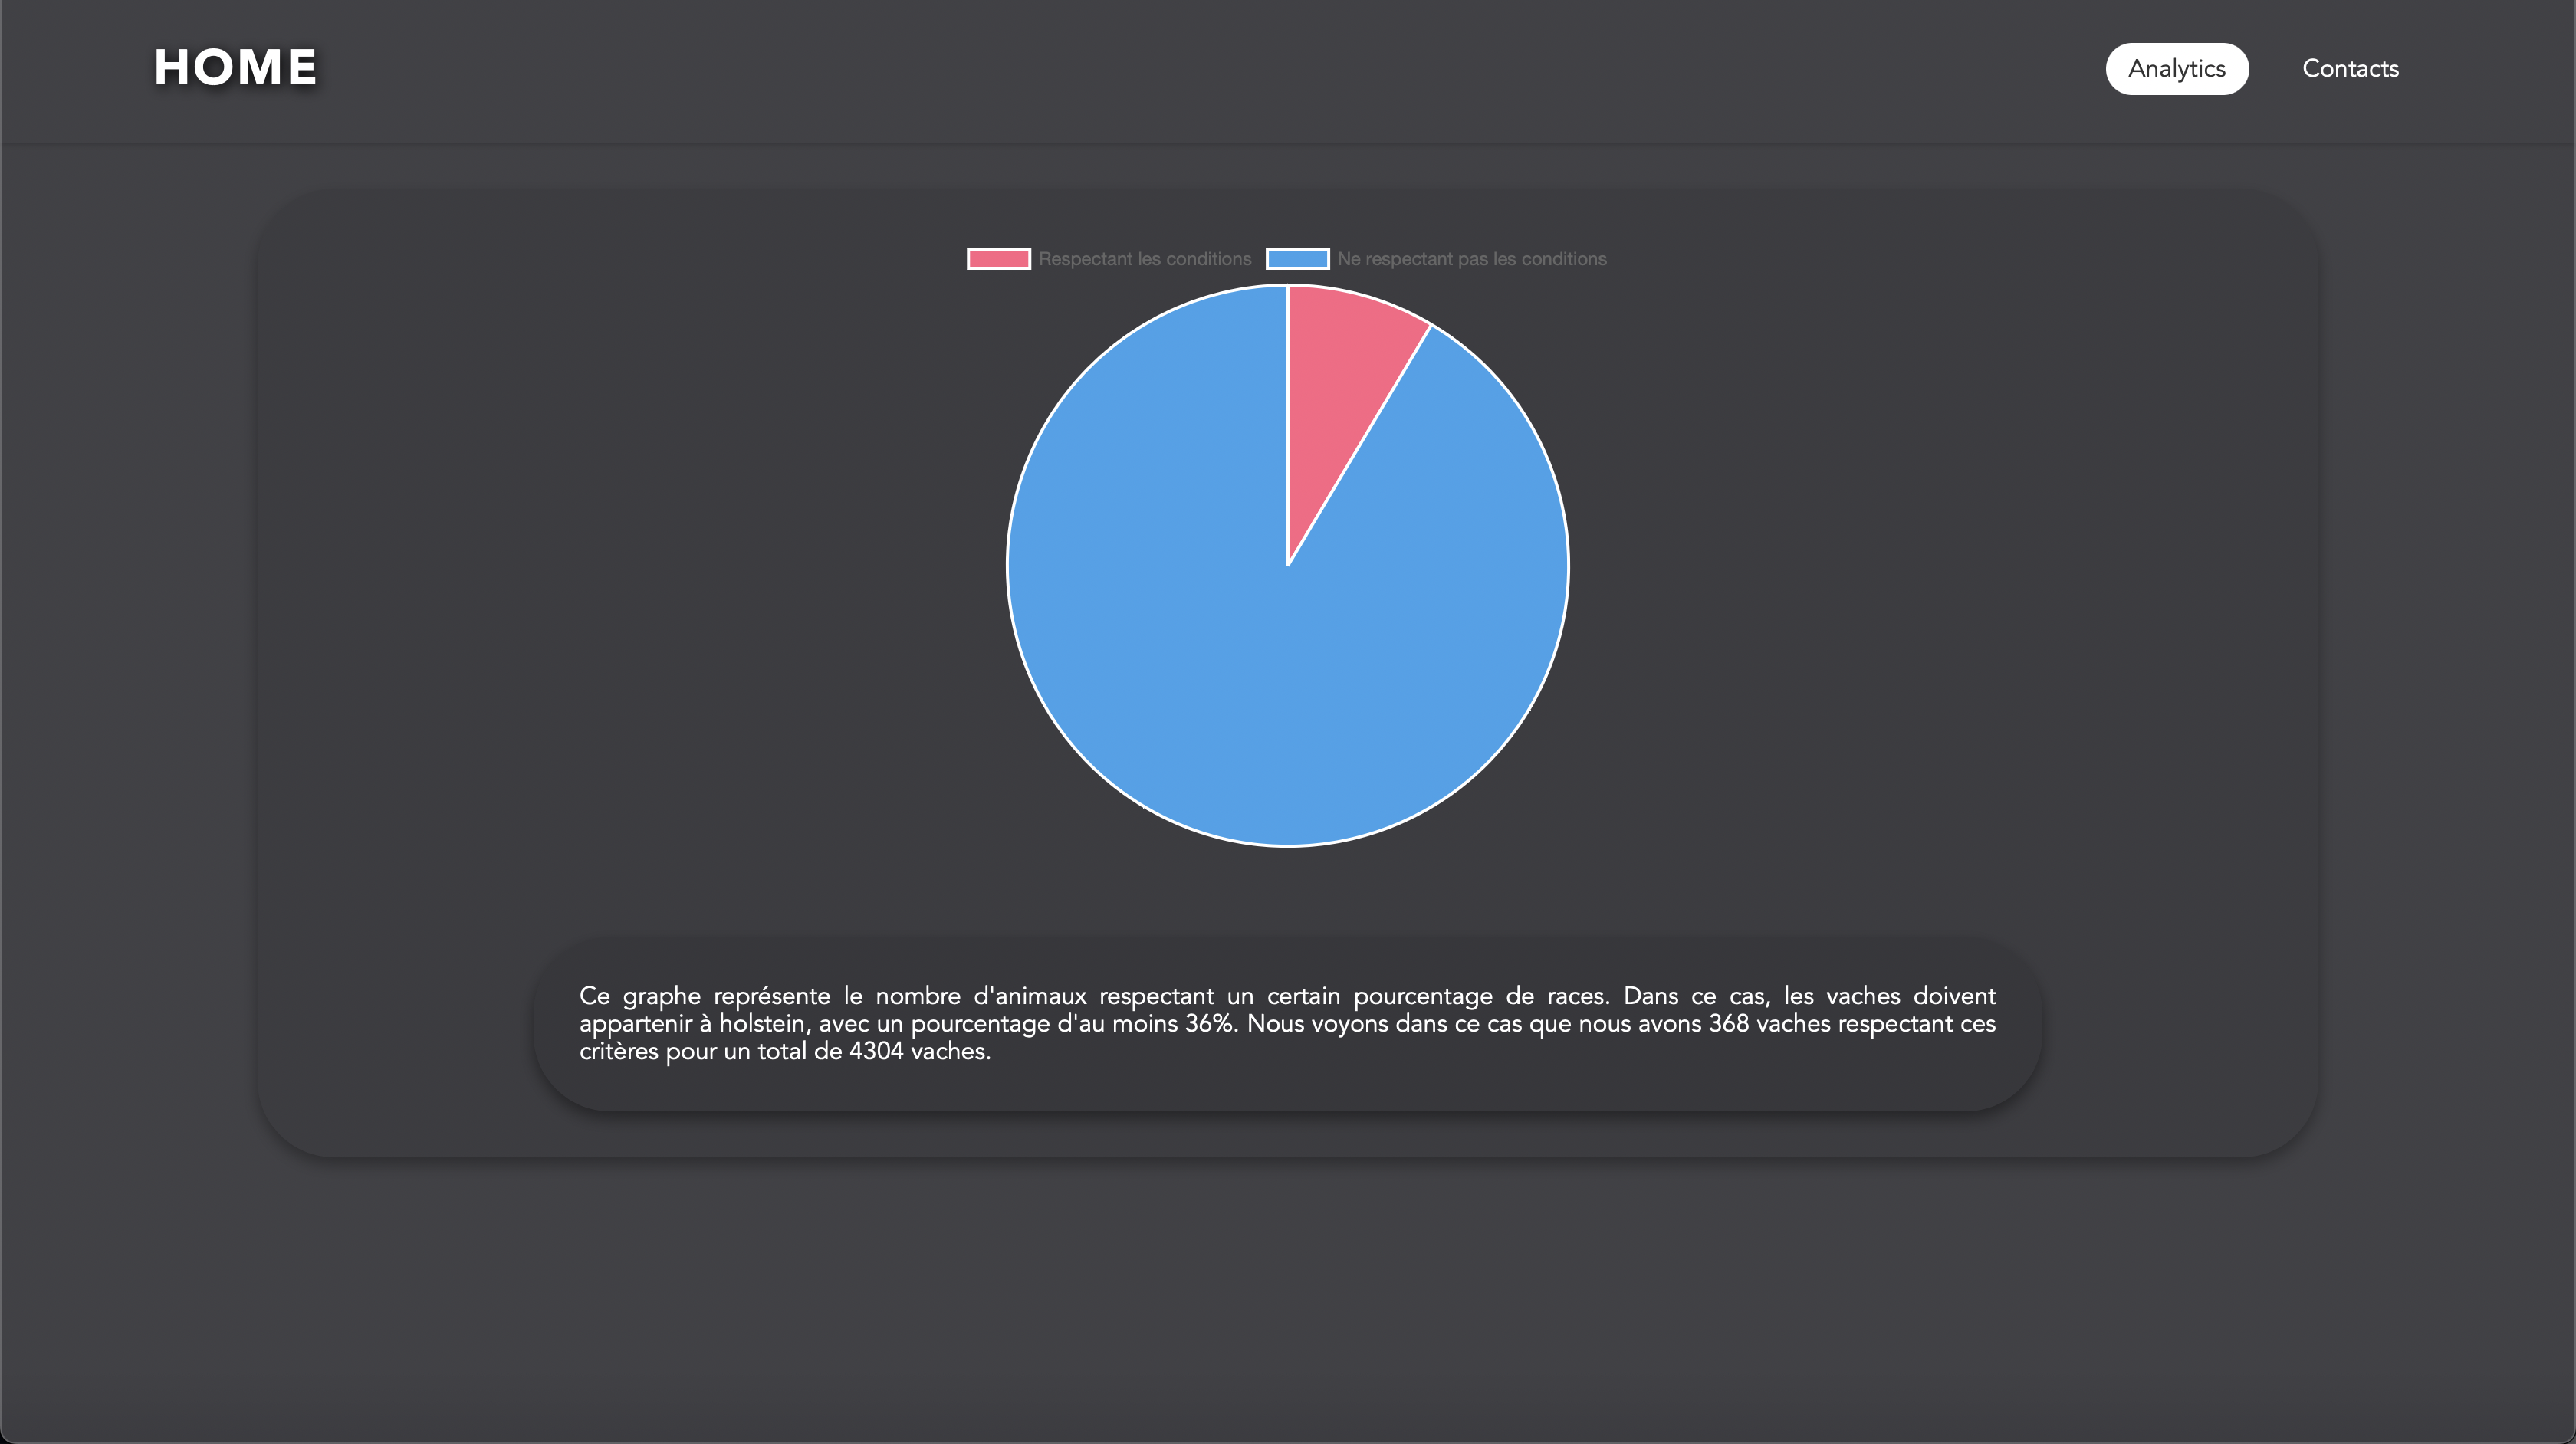 HOME
Analytics
Contacts
Respectant les conditions
Ne respectant pas les conditions
Ce graphe représente le nombre d'animaux respectant un certain pourcentage de races. Dans ce cas, les vaches doivent
appartenir à holstein, avec un pourcentage d'au moins 36%. Nous voyons dans ce cas que nous avons 368 vaches respectant ces
critères pour un total de 4304 vaches.